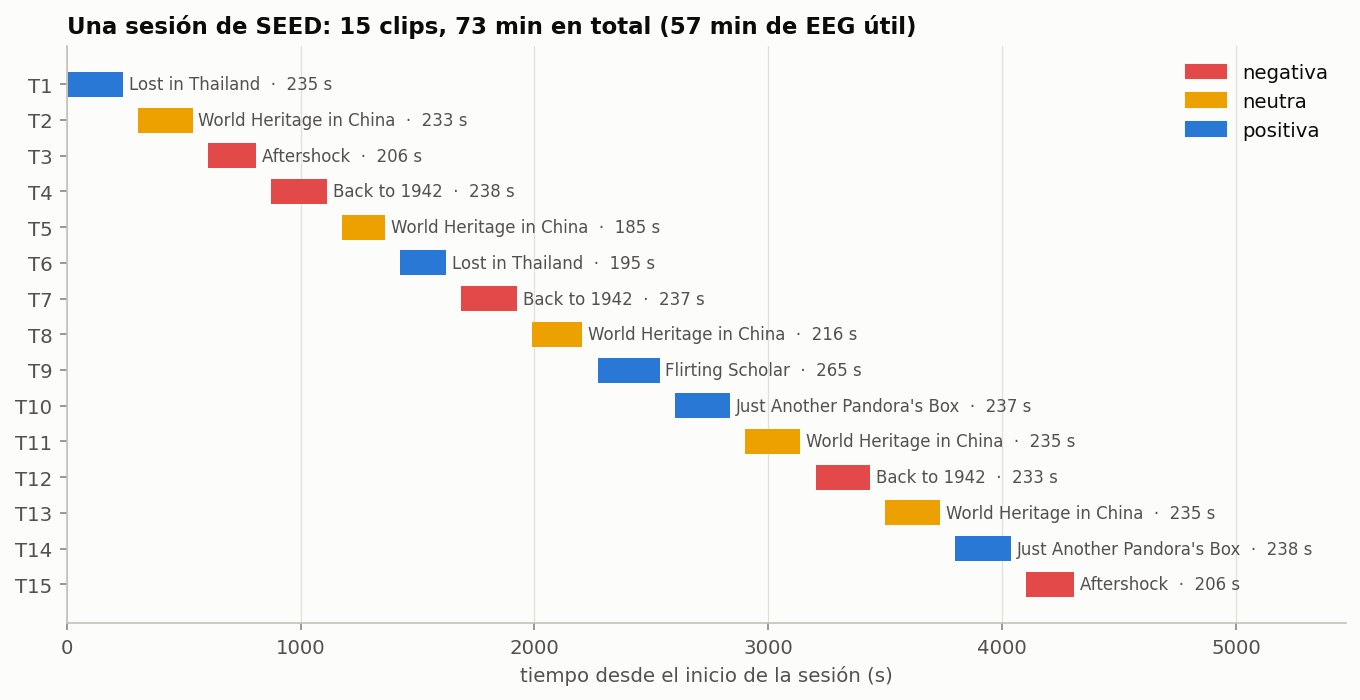 Una sesión de SEED: 15 clips, 73 min en total (57 min de EEG útil)
negativa
neutra
positiva
T1 Lost in Thailand · 235 s
T2 World Heritage in China · 233 s
T3 Aftershock · 206 s
T4 Back to 1942 · 238 s
T5 World Heritage in China · 185 s
T6 Lost in Thailand · 195 s
T7 Back to 1942 · 237 s
T8 World Heritage in China · 216 s
T9 Flirting Scholar · 265 s
T10 Just Another Pandora's Box · 237 s
T11 World Heritage in China · 235 s
T12 Back to 1942 · 233 s
T13 World Heritage in China · 235 s
T14 Just Another Pandora's Box · 238 s
T15 Aftershock · 206 s
0 1000 2000 3000 4000 5000
tiempo desde el inicio de la sesión (s)